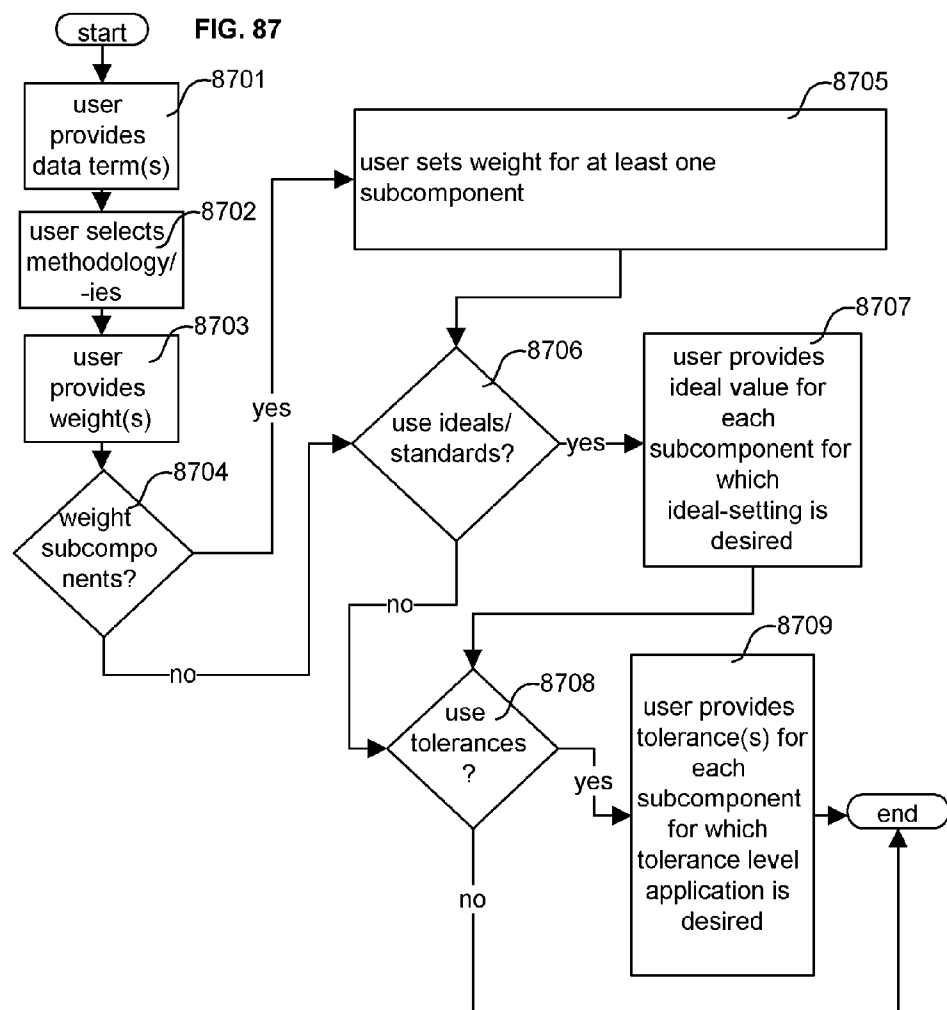 start
FIG. 87
8701
user
provides
data term(s)
8702
user selects
methodology/
-ies
8703
user
provides
weight(s)
8704
weight
subcompo
nents?
yes
no
8705
user sets weight for at least one
subcomponent
8706
use ideals/
standards?
yes
no
8707
user provides
ideal value for
each
subcomponent for
which
ideal-setting is
desired
8708
use
tolerances
?
yes
no
8709
user provides
tolerance(s) for
each
subcomponent
for which
tolerance level
application is
desired
end